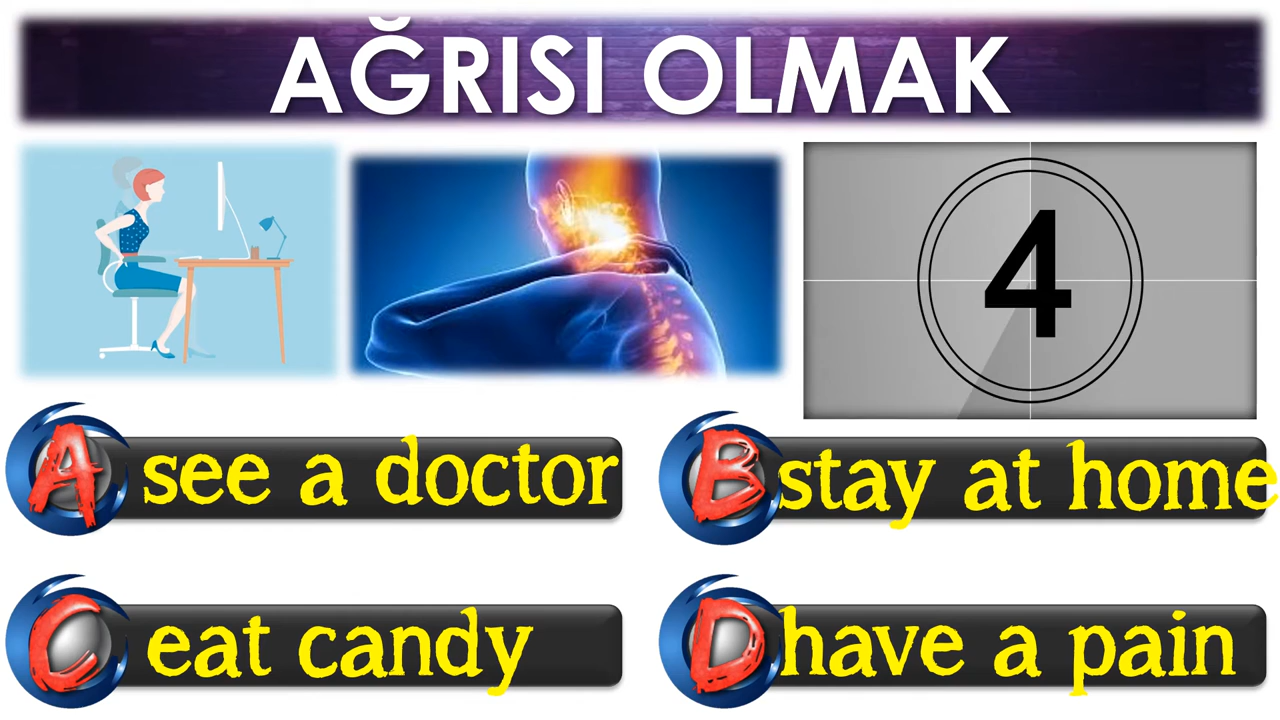 AĞRISI OLMAK
4
A see a doctor
B stay at home
C eat candy
D have a pain